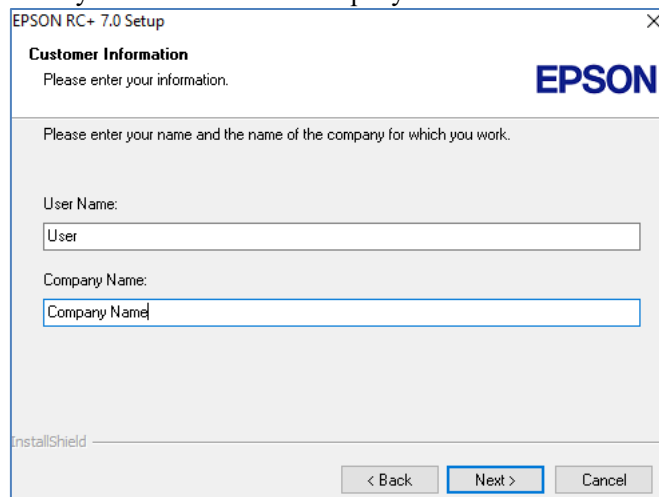 EPSON RC+ 7.0 Setup
Customer Information
Please enter your information.
EPSON
Please enter your name and the name of the company for which you work.
User Name:
User
Company Name:
Company Name
InstallShield
< Back
Next >
Cancel